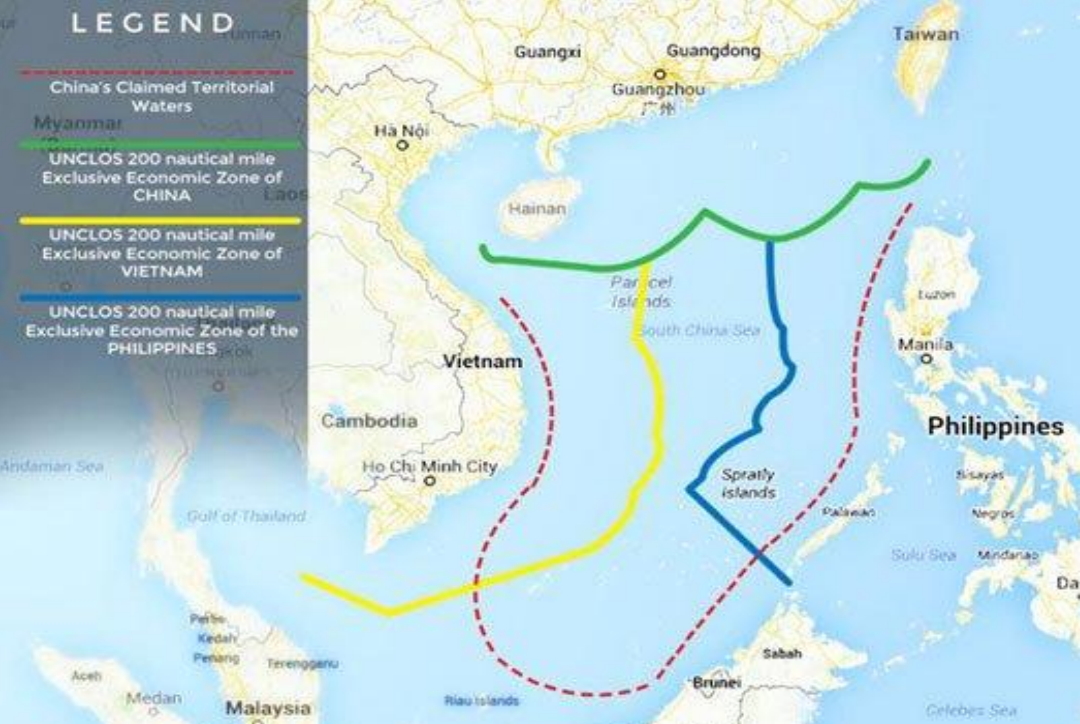 LEGEND
China's Claimed Territorial
Waters
UNCLOS 200 nautical mile
Exclusive Economic Zone of
CHINA
UNCLOS 200 nautical mile
Exclusive Economic Zone of
VIETNAM
UNCLOS 200 nautical mile
Exclusive Economic Zone of the
PHILIPPINES
Myanmar
Laos
Guangxi
Guangdong
Taiwan
Guangzhou
广州
Hà Nội
Hainan
Paracel
Islands
South China Sea
Luzon
Manila
Vietnam
Cambodia
Philippines
Andaman Sea
Ho Chi Minh City
Spratly
islands
Bisayas
Gulf of Thailand
Palawan
Negros
Sulu Sea
Mindanao
Da
Perlis
Kedah
Penang
Terengganu
Sabah
Aceh
Brunei
Medan
Malaysia
Riau Islands
Celebes Sea